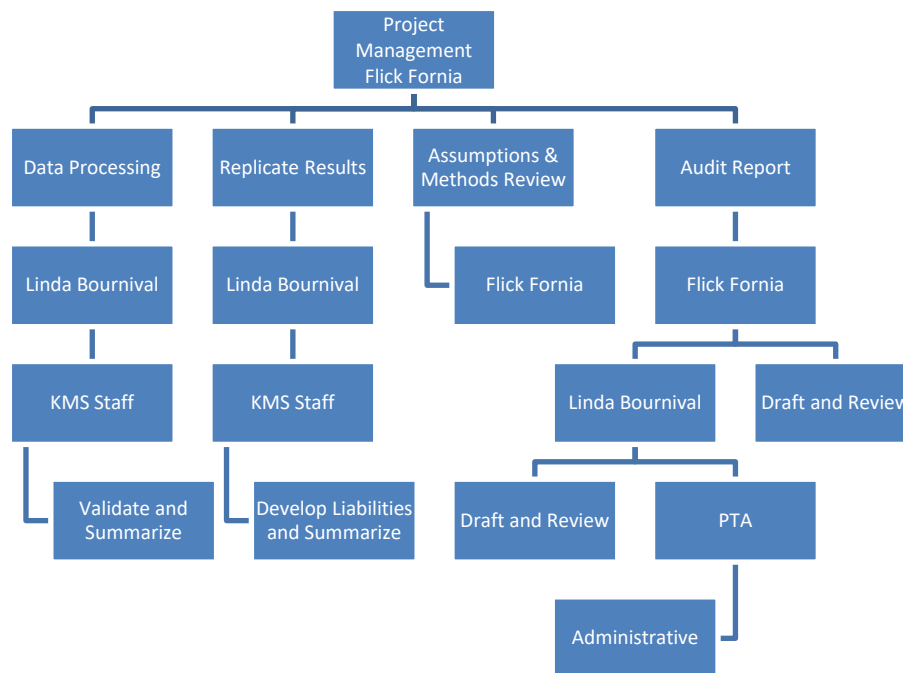 Project
Management
Flick Fornia
Data Processing
Replicate Results
Assumptions &
Methods Review
Audit Report
Linda Bournival
Linda Bournival
Flick Fornia
Flick Fornia
KMS Staff
KMS Staff
Linda Bournival
Draft and Review
Validate and
Summarize
Develop Liabilities
and Summarize
Draft and Review
PTA
Administrative